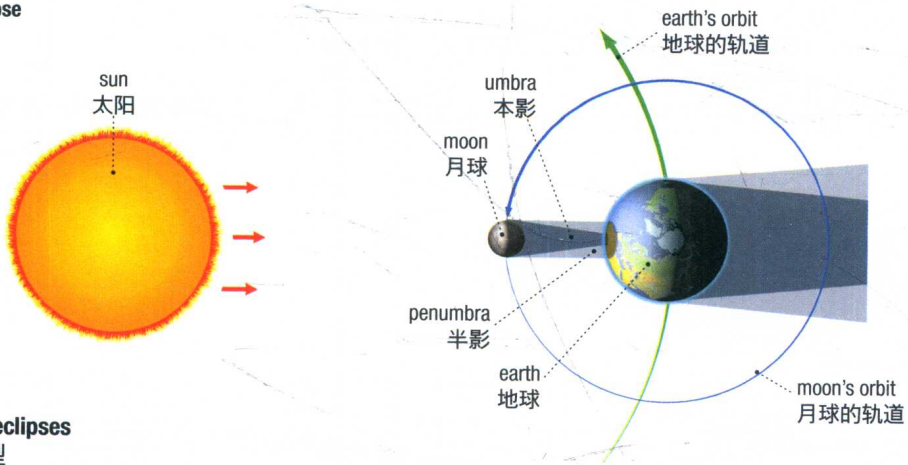 sun
太阳
earth's orbit
地球的轨道
umbra
本影
moon
月球
penumbra
半影
earth
地球
moon's orbit
月球的轨道
eclipses
型